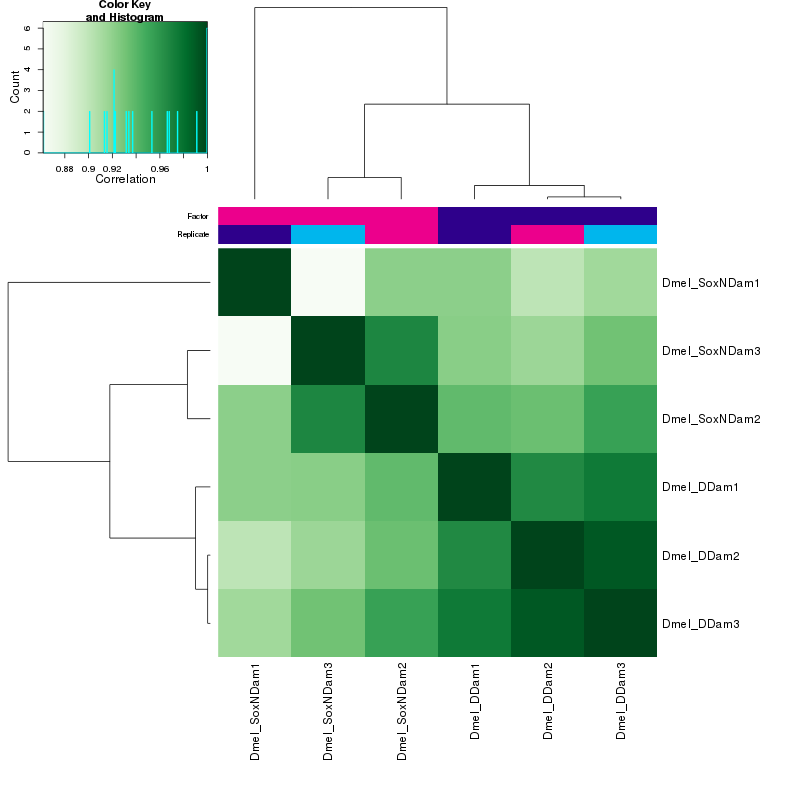 Color Key
and Histogram
Count
0 1 2 3 4 5 6
0.88 0.9 0.92 0.96 1
Correlation
Factor
Replicate
Dmel_SoxNDam1
Dmel_SoxNDam3
Dmel_SoxNDam2
Dmel_DDam1
Dmel_DDam2
Dmel_DDam3
Dmel_SoxNDam1
Dmel_SoxNDam3
Dmel_SoxNDam2
Dmel_DDam1
Dmel_DDam2
Dmel_DDam3